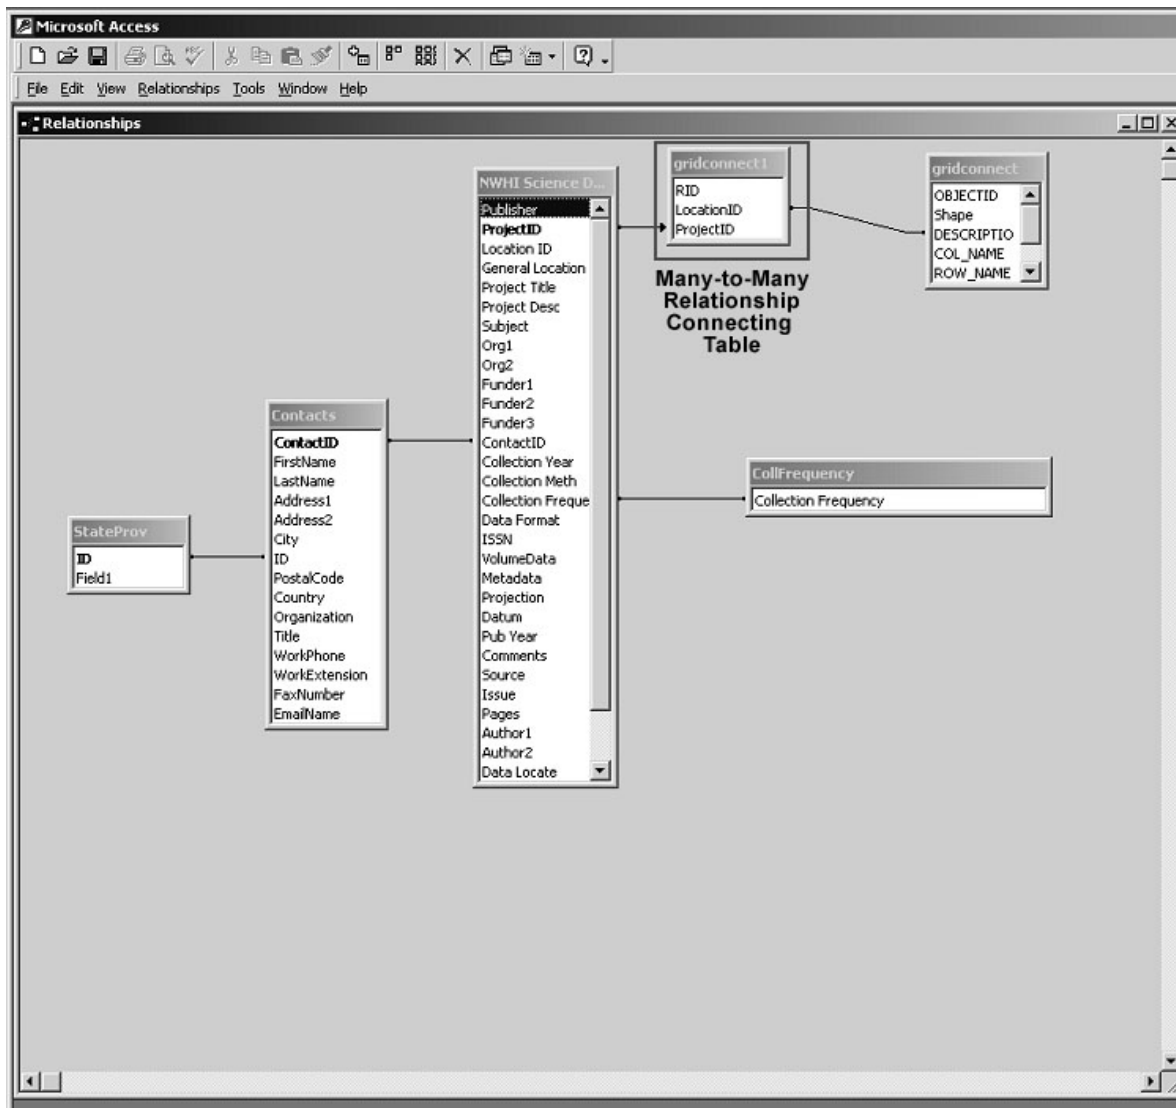 Microsoft Access
File Edit View Relationships Tools Window Help
Relationships
StateProv
ID
Field1
Contacts
ContactID
FirstName
LastName
Address1
Address2
City
ID
PostalCode
Country
Organization
Title
WorkPhone
WorkExtension
FaxNumber
EmailName
NWHI Science D...
Publisher
ProjectID
Location ID
General Location
Project Title
Project Desc
Subject
Org1
Org2
Funder1
Funder2
Funder3
ContactID
Collection Year
Collection Meth
Collection Freque
Data Format
ISSN
VolumeData
Metadata
Projection
Datum
Pub Year
Comments
Source
Issue
Pages
Author1
Author2
Data Locate
gridconnect1
RID
LocationID
ProjectID
Many-to-Many
Relationship
Connecting
Table
gridconnect
OBJECTID
Shape
DESCRIPTIO
COL_NAME
ROW_NAME
CollFrequency
Collection Frequency